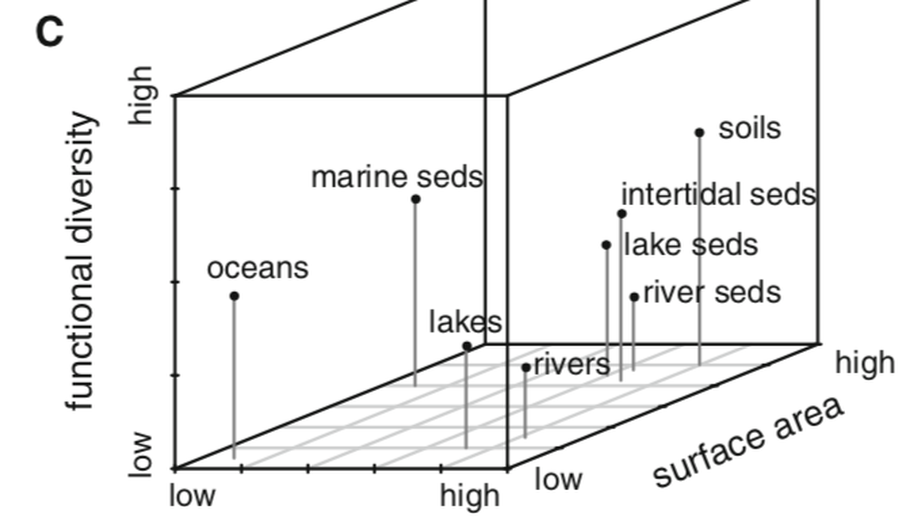 C
high
functional diversity
low
marine seds
oceans
lakes
soils
intertidal seds
lake seds
river seds
rivers
high
surface area
low
low
high